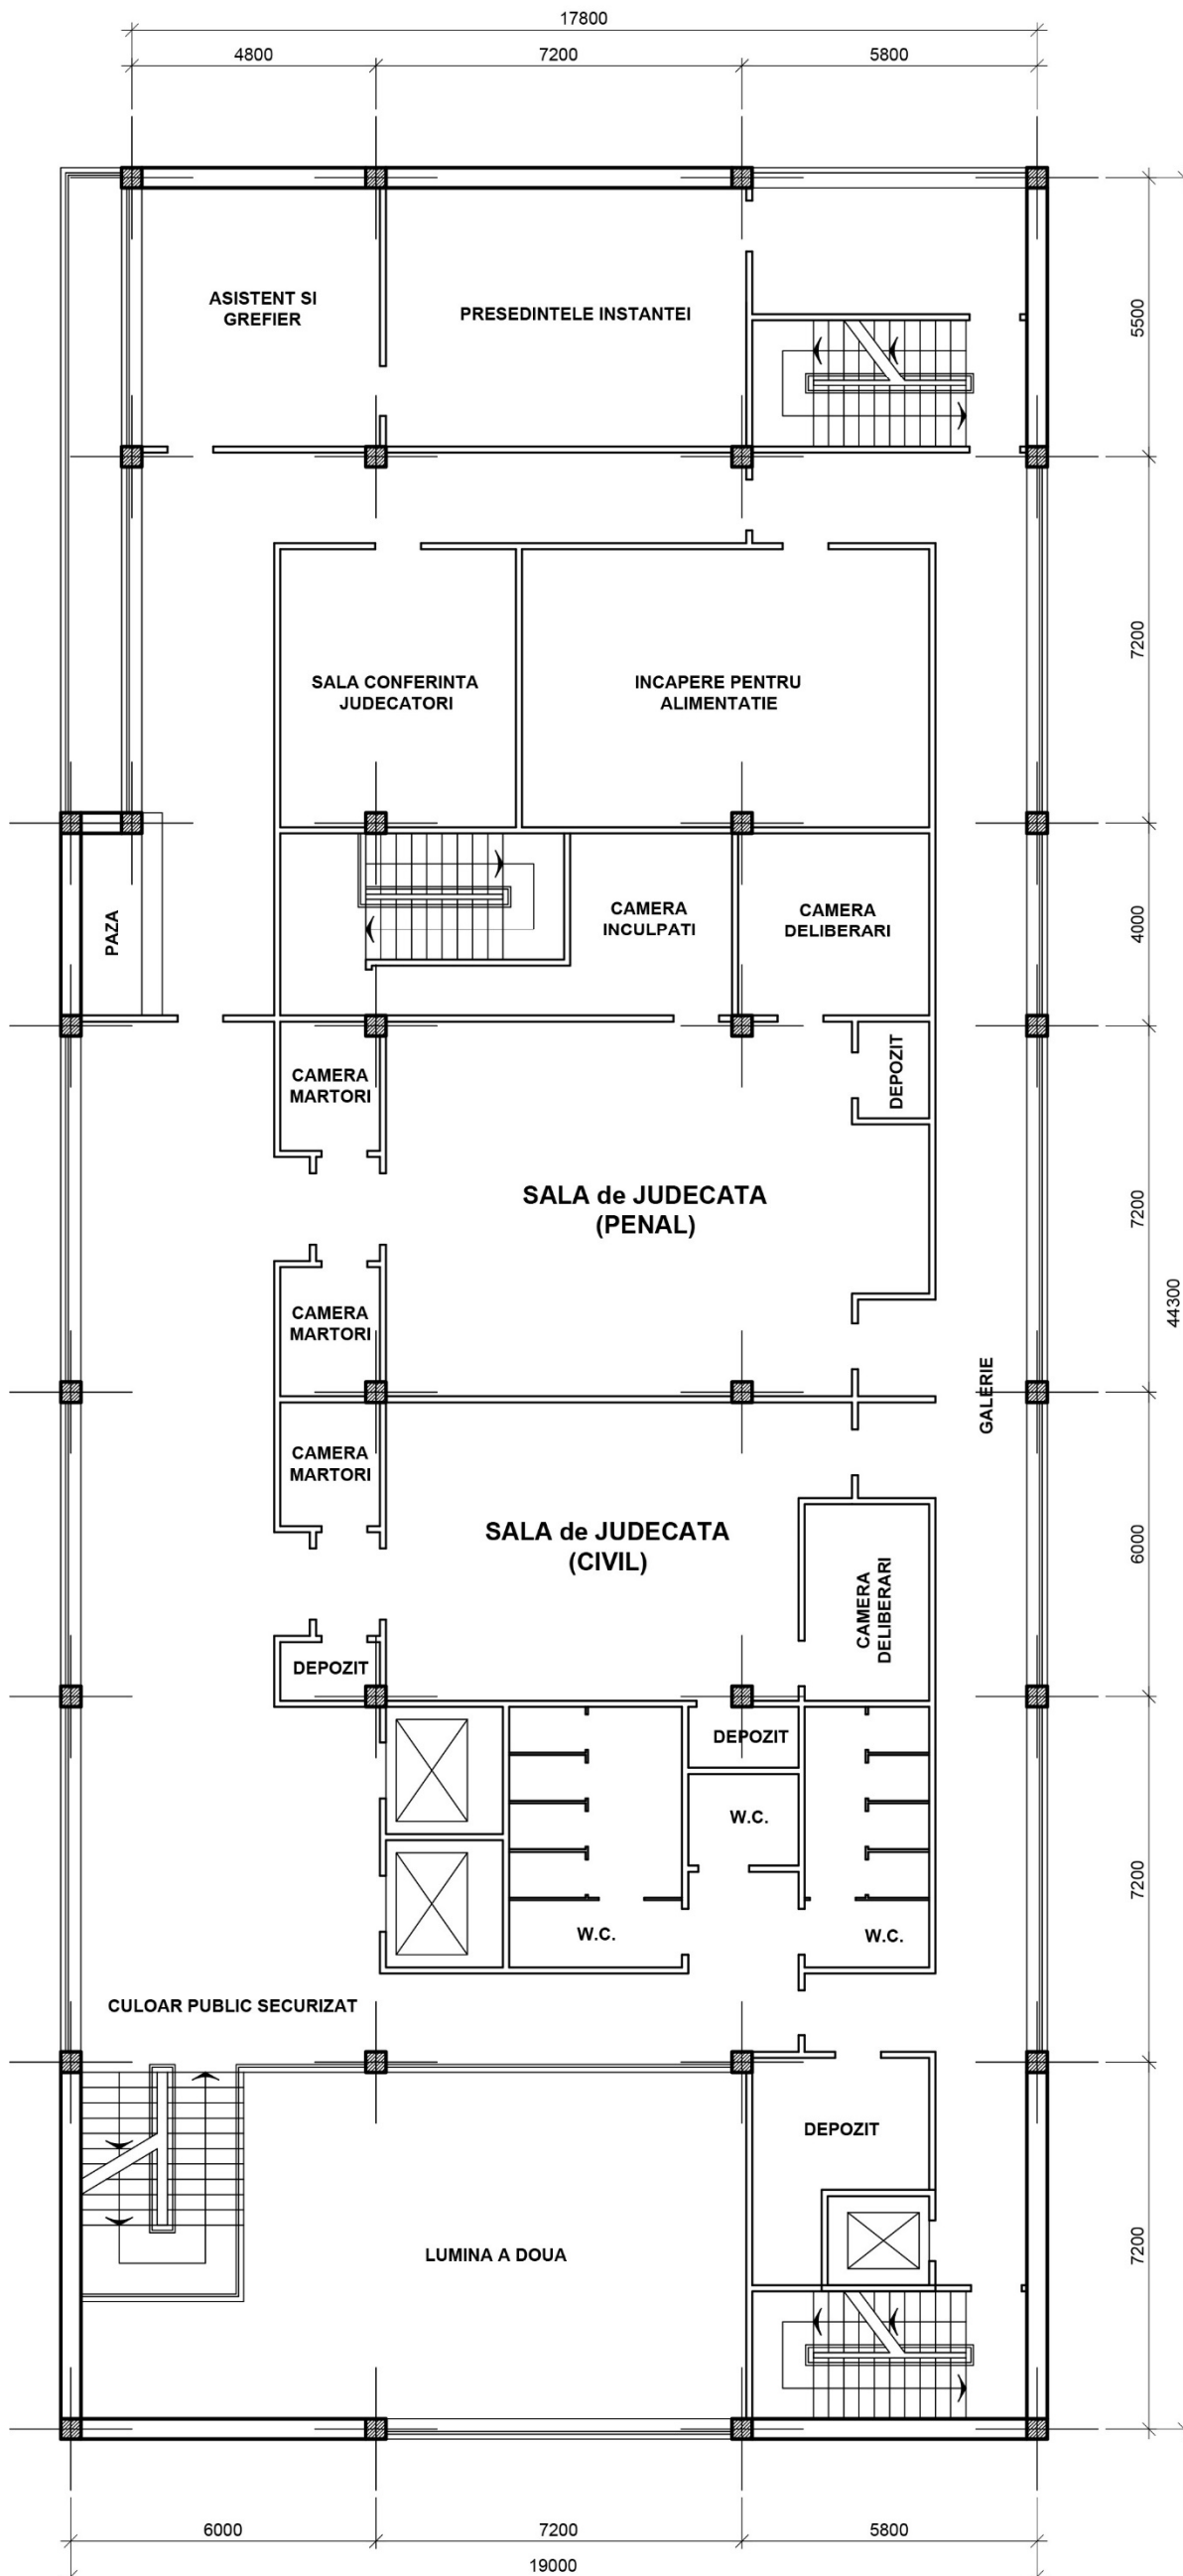 17800
4800 7200 5800
ASISTENT SI
GREFIER
PRESEDINTELE INSTANTEI
5500
7200
SALA CONFERINTA
JUDECATORI
INCAPERE PENTRU
ALIMENTATIE
PAZA
CAMERA
INCULPATI
CAMERA
DELIBERARI
4000
CAMERA
MARTORI
DEPOZIT
SALA de JUDECATA
(PENAL)
7200
44300
CAMERA
MARTORI
GALERIE
CAMERA
MARTORI
SALA de JUDECATA
(CIVIL)
6000
CAMERA
DELIBERARI
DEPOZIT
DEPOZIT
W.C.
7200
W.C.
W.C.
CULOAR PUBLIC SECURIZAT
DEPOZIT
LUMINA A DOUA
7200
6000 7200 5800
19000